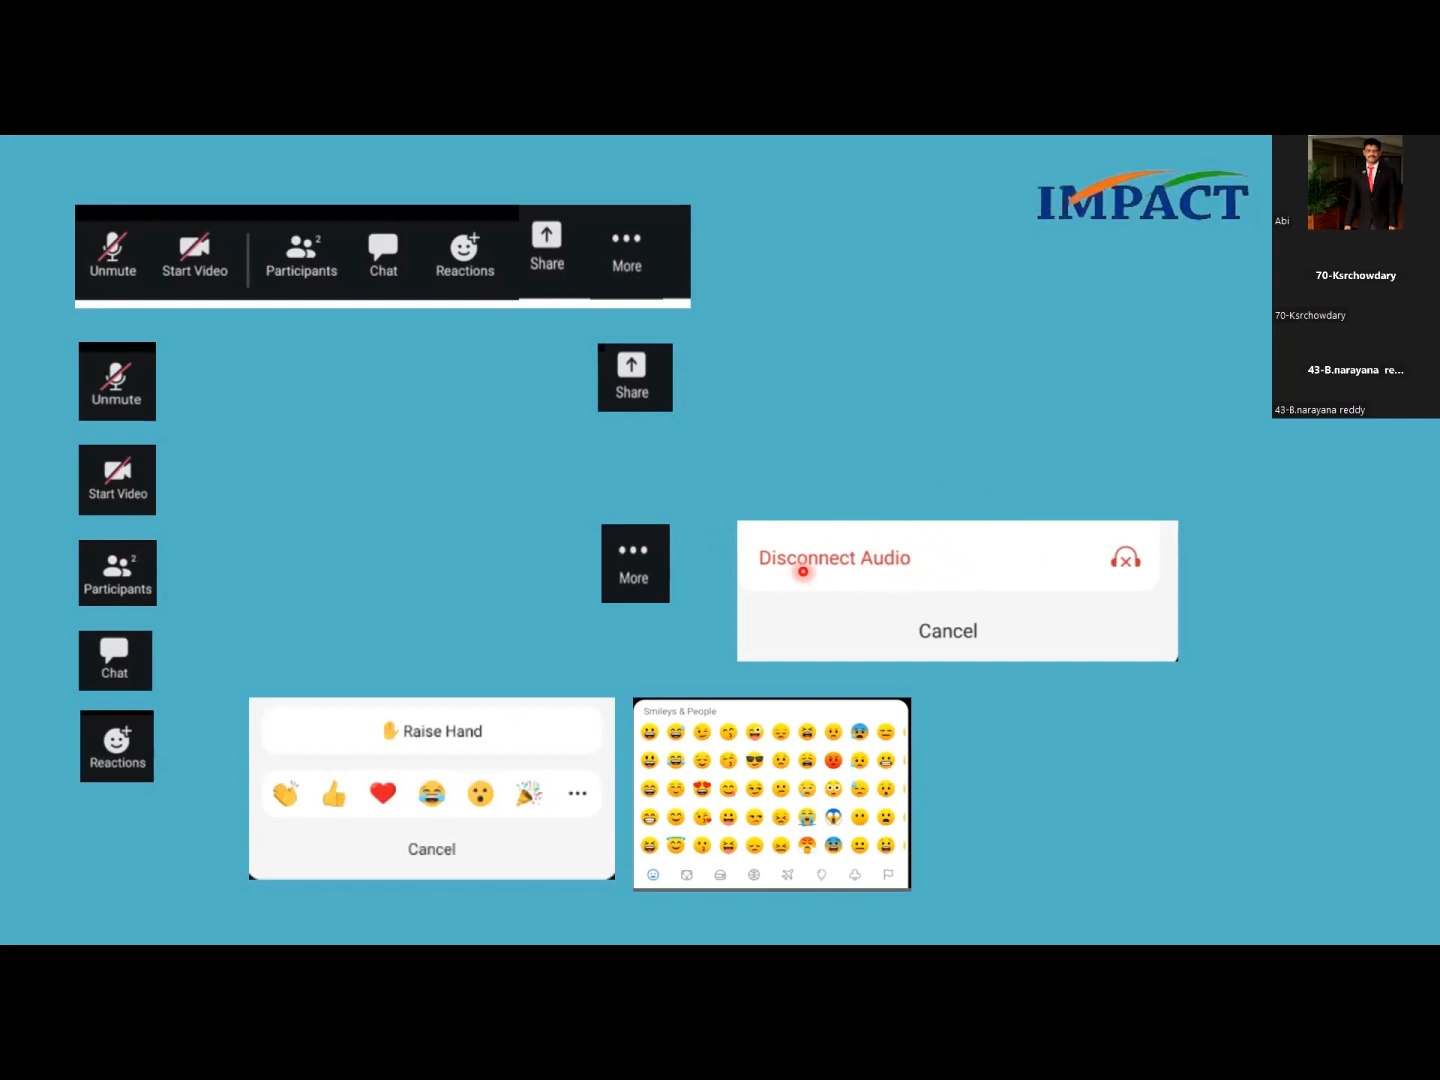 IMPACT
Unmute
Start Video
Participants 2
Chat
Reactions
Share
More
Unmute
Share
Start Video
Participants 2
More
Disconnect Audio
Cancel
Chat
Reactions
Raise Hand
Cancel
Smileys & People
Abi
70-Ksrchowdary
70-Ksrchowdary
43-B.narayana re...
43-B.narayana reddy